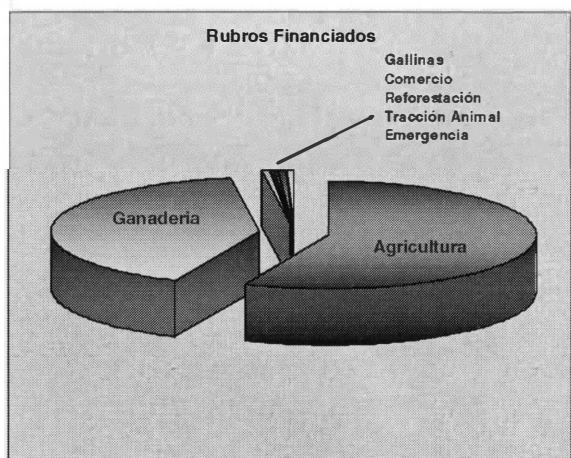 Rubros Financiados
Gallinas
Comercio
Reforestación
Tracción Animal
Emergencia
Ganaderia
Agricultura